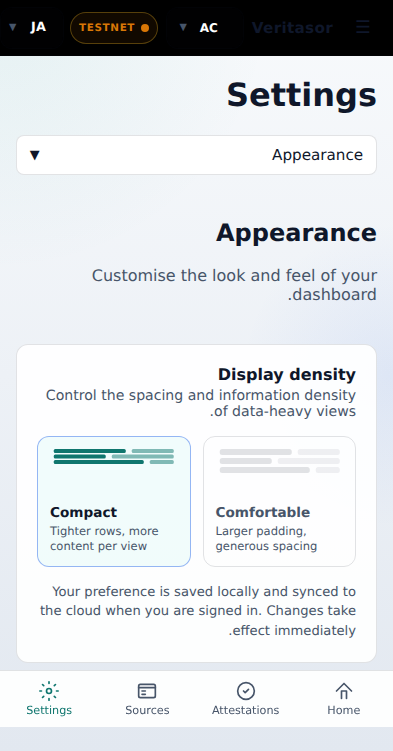 ☰ Veritasor AC ▼ TESTNET JA ▼
Settings
Appearance ▼
Appearance
Customise the look and feel of your
dashboard.
Display density
Control the spacing and information density
of data-heavy views.
Comfortable
Larger padding,
generous spacing
Compact
Tighter rows, more
content per view
Your preference is saved locally and synced to
the cloud when you are signed in. Changes take
effect immediately.
Home
Attestations
Sources
Settings